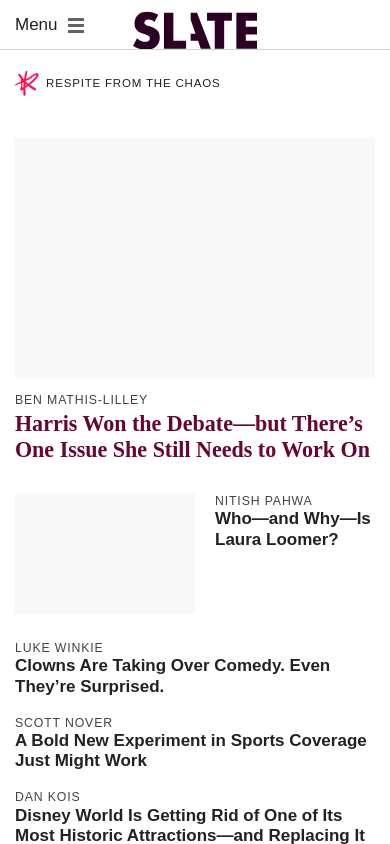 Menu
SLATE
RESPITE FROM THE CHAOS
BEN MATHIS-LILLEY
Harris Won the Debate—but There’s
One Issue She Still Needs to Work On
NITISH PAHWA
Who—and Why—Is
Laura Loomer?
LUKE WINKIE
Clowns Are Taking Over Comedy. Even
They’re Surprised.
SCOTT NOVER
A Bold New Experiment in Sports Coverage
Just Might Work
DAN KOIS
Disney World Is Getting Rid of One of Its
Most Historic Attractions—and Replacing It